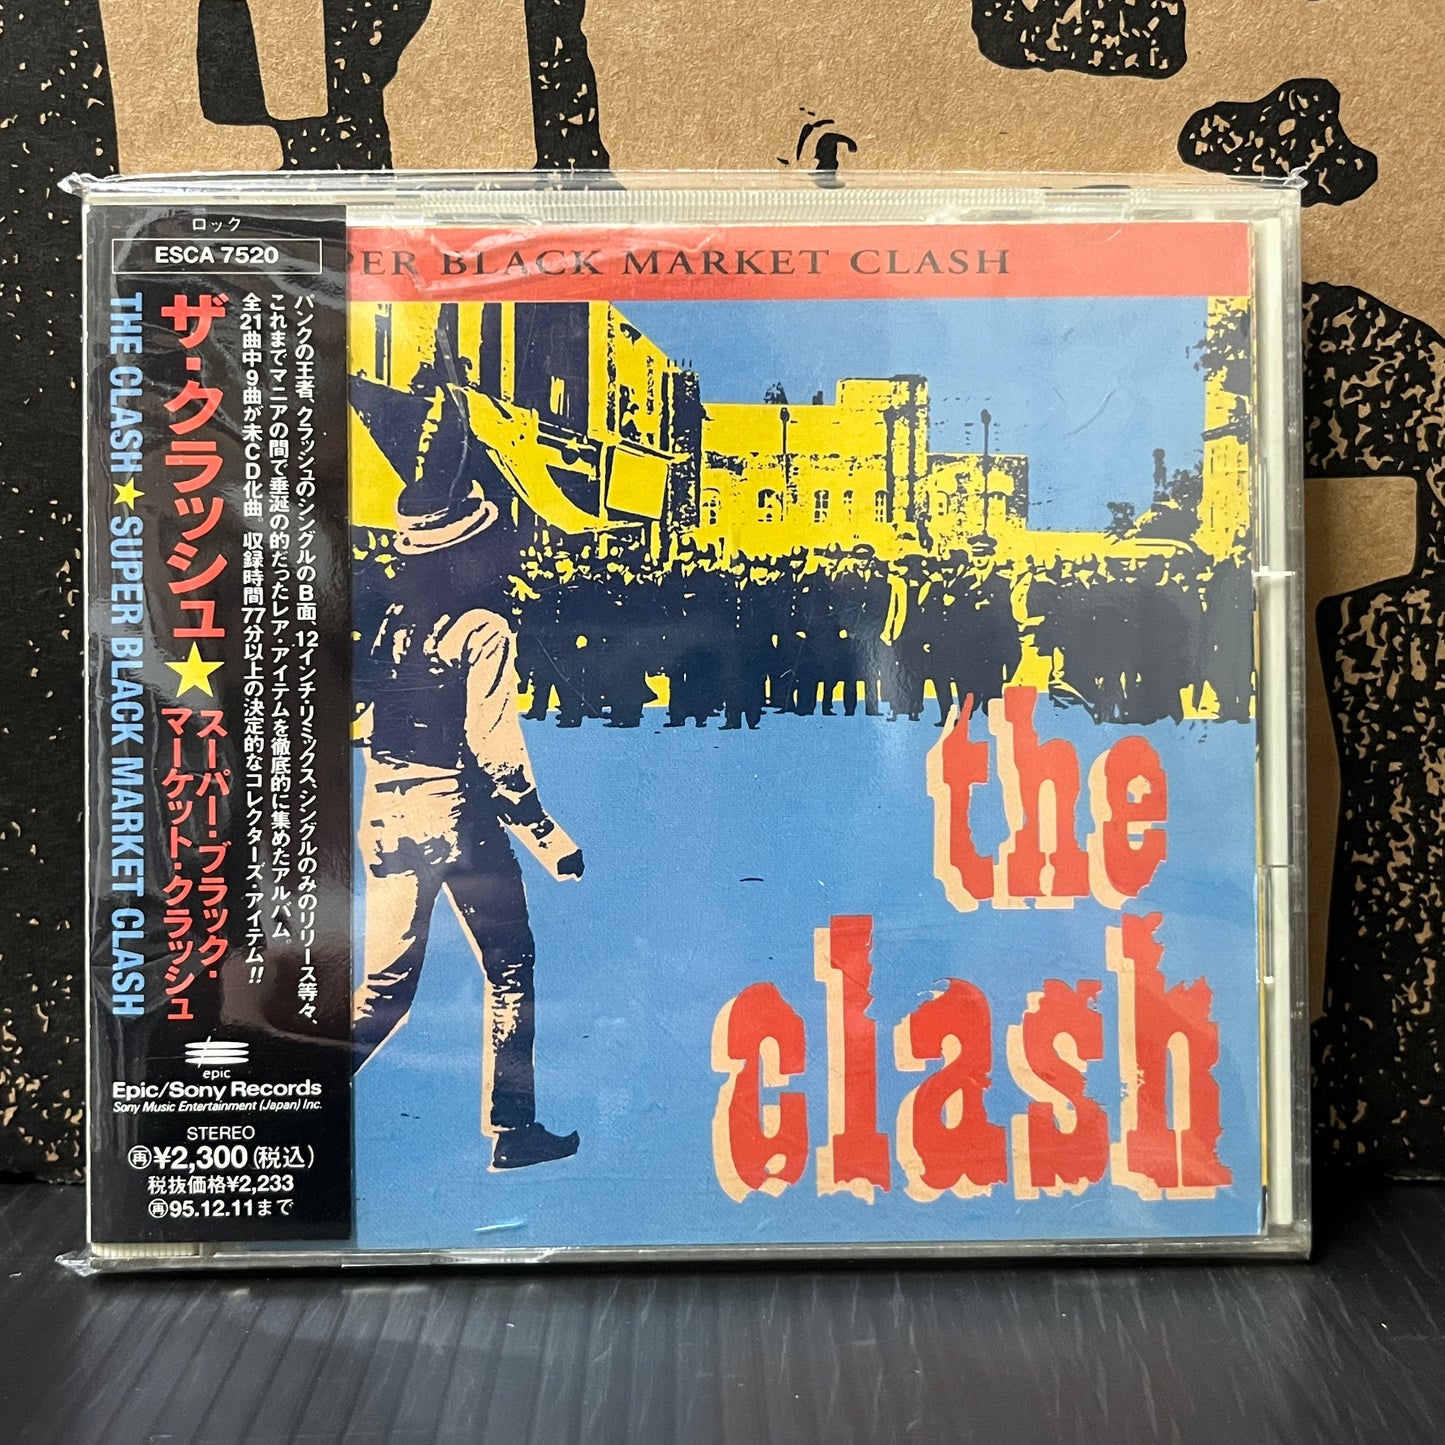 ロック
ESCA 7520
パンクの王者、クラッシュのシングルのB面、12インチ・リミックス、シングルのみのリリース等々、
これまでマニアの間で垂涎の的だったレア・アイテムを徹底的に集めたアルバム。
全21曲中・9曲が未CD化曲。収録時間77分以上の決定的なコレクターズ・アイテム!!
ザ・クラッシュ★
スーパー・ブラック・
マーケット・クラッシュ
THE CLASH★SUPER BLACK MARKET CLASH
epic
Epic/Sony Records
Sony Music Entertainment (Japan) Inc.
STEREO
再¥2,300(税込)
税抜価格¥2,233
再95.12.11まで
PER BLACK MARKET CLASH
the
clash